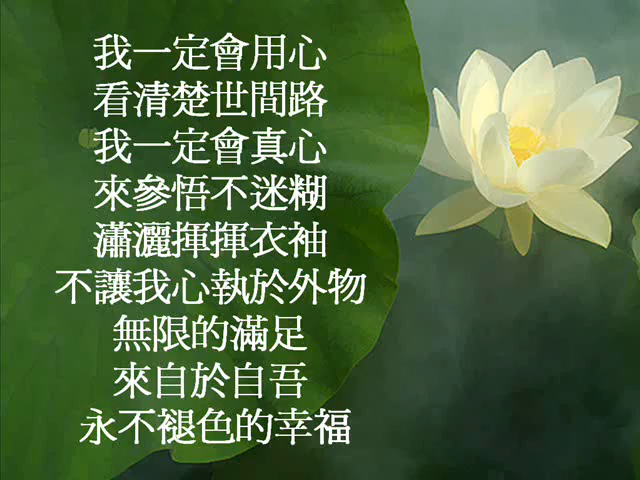 我一定會用心
看清楚世間路
我一定會真心
來參悟不迷糊
瀟灑揮揮衣袖
不讓我心執於外物
無限的滿足
來自於自吾
永不褪色的幸福